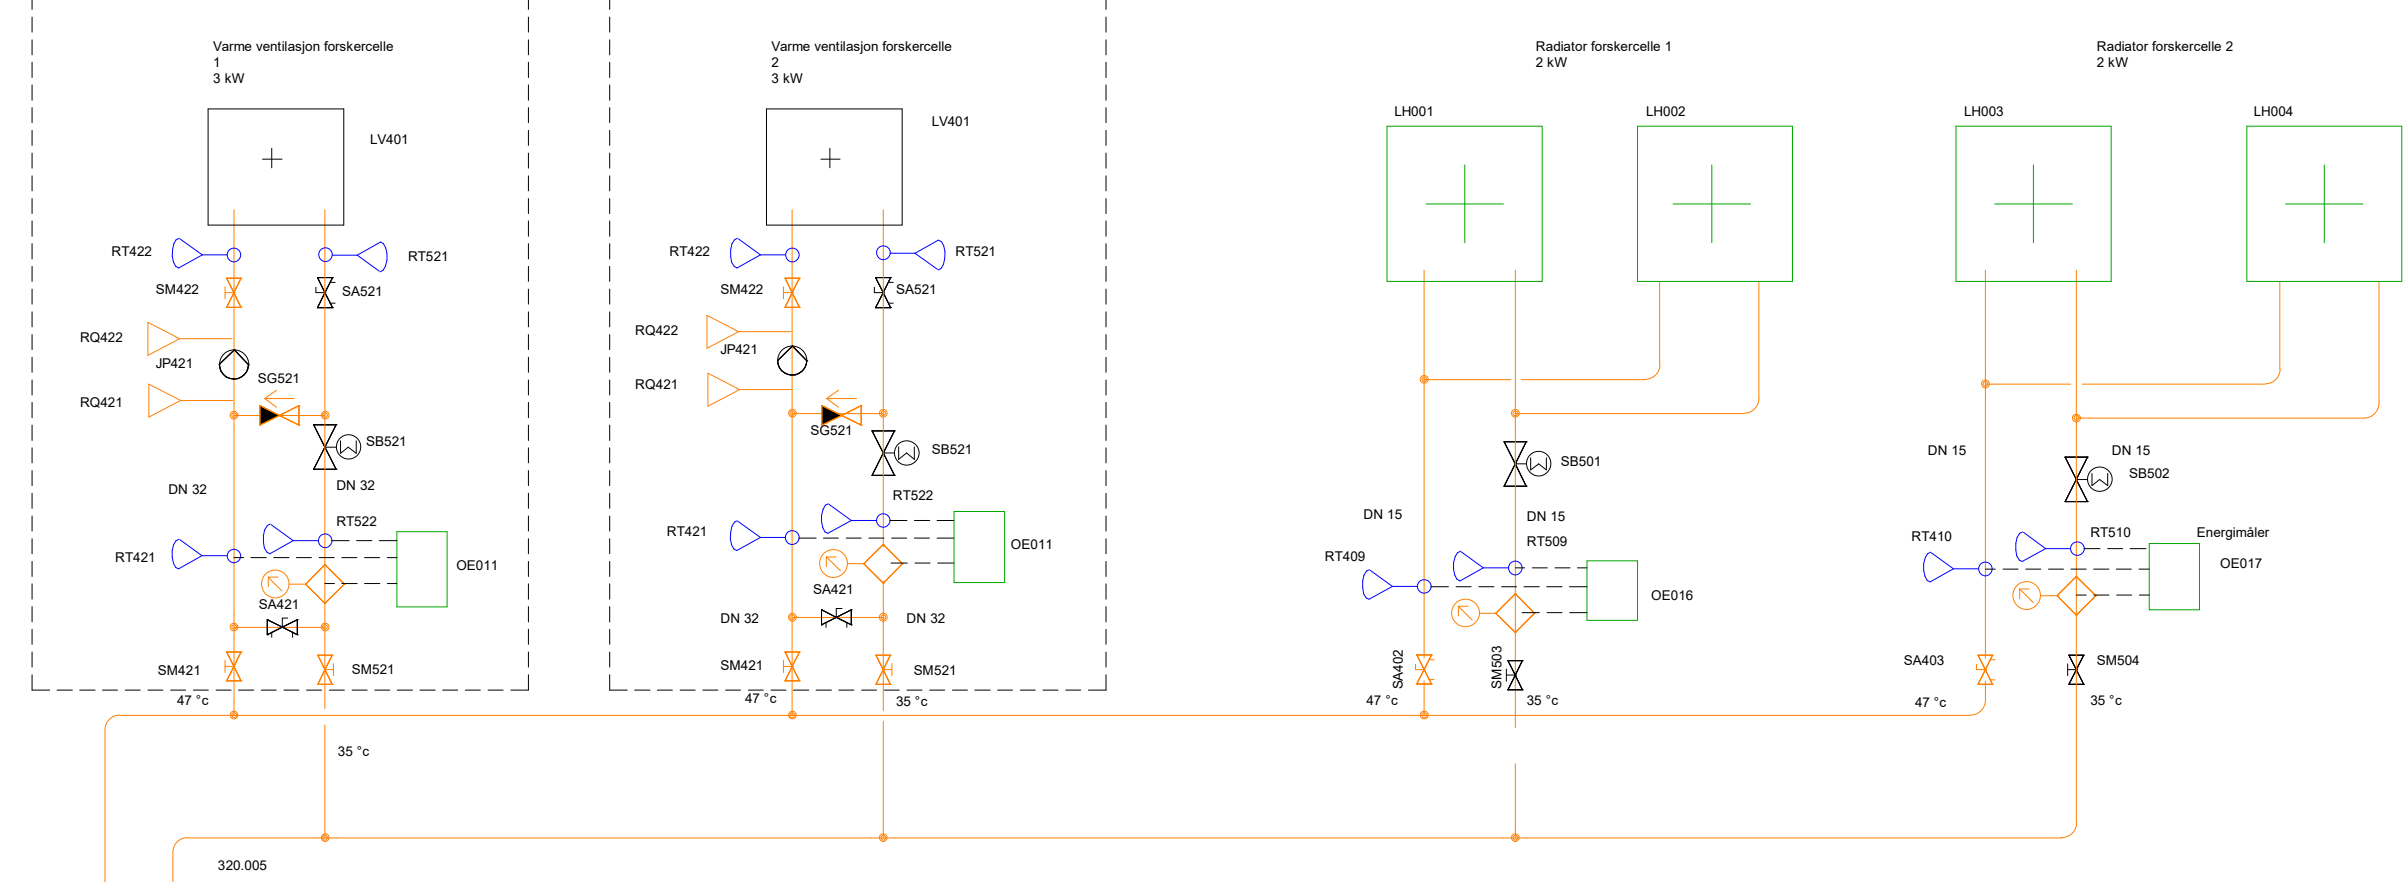 Varme ventilasjon forskercelle
1
3 kW
LV401
RT422
RT521
SM422
SA521
RQ422
JP421
SG521
RQ421
SB521
DN 32
DN 32
RT522
RT421
OE011
SA421
SM421
SM521
47 °c
35 °c
320.005
Varme ventilasjon forskercelle
2
3 kW
LV401
RT422
RT521
SM422
SA521
RQ422
JP421
RQ421
SG521
SB521
RT522
RT421
OE011
SA421
DN 32
DN 32
SM421
SM521
47 °c
35 °c
Radiator forskercelle 1
2 kW
LH001
LH002
SB501
DN 15
DN 15
RT509
RT409
OE016
SA402
SM503
47 °c
35 °c
Radiator forskercelle 2
2 kW
LH003
LH004
DN 15
DN 15
SB502
RT410
RT510
Energimåler
OE017
SA403
SM504
47 °c
35 °c